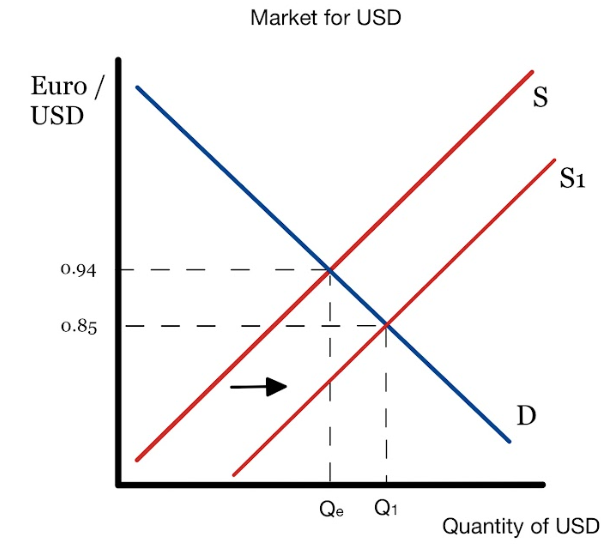 Market for USD
Euro /
USD
S
S1
0.94
0.85
D
Qe
Q1
Quantity of USD